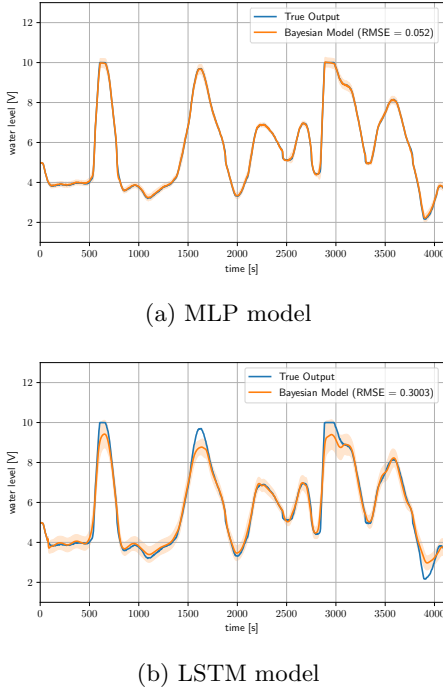 True Output
Bayesian Model (RMSE = 0.052)
12
10
8
6
4
2
water level [V]
0 500 1000 1500 2000 2500 3000 3500 4000
time [s]
(a) MLP model
True Output
Bayesian Model (RMSE = 0.3003)
12
10
8
6
4
2
water level [V]
0 500 1000 1500 2000 2500 3000 3500 4000
time [s]
(b) LSTM model